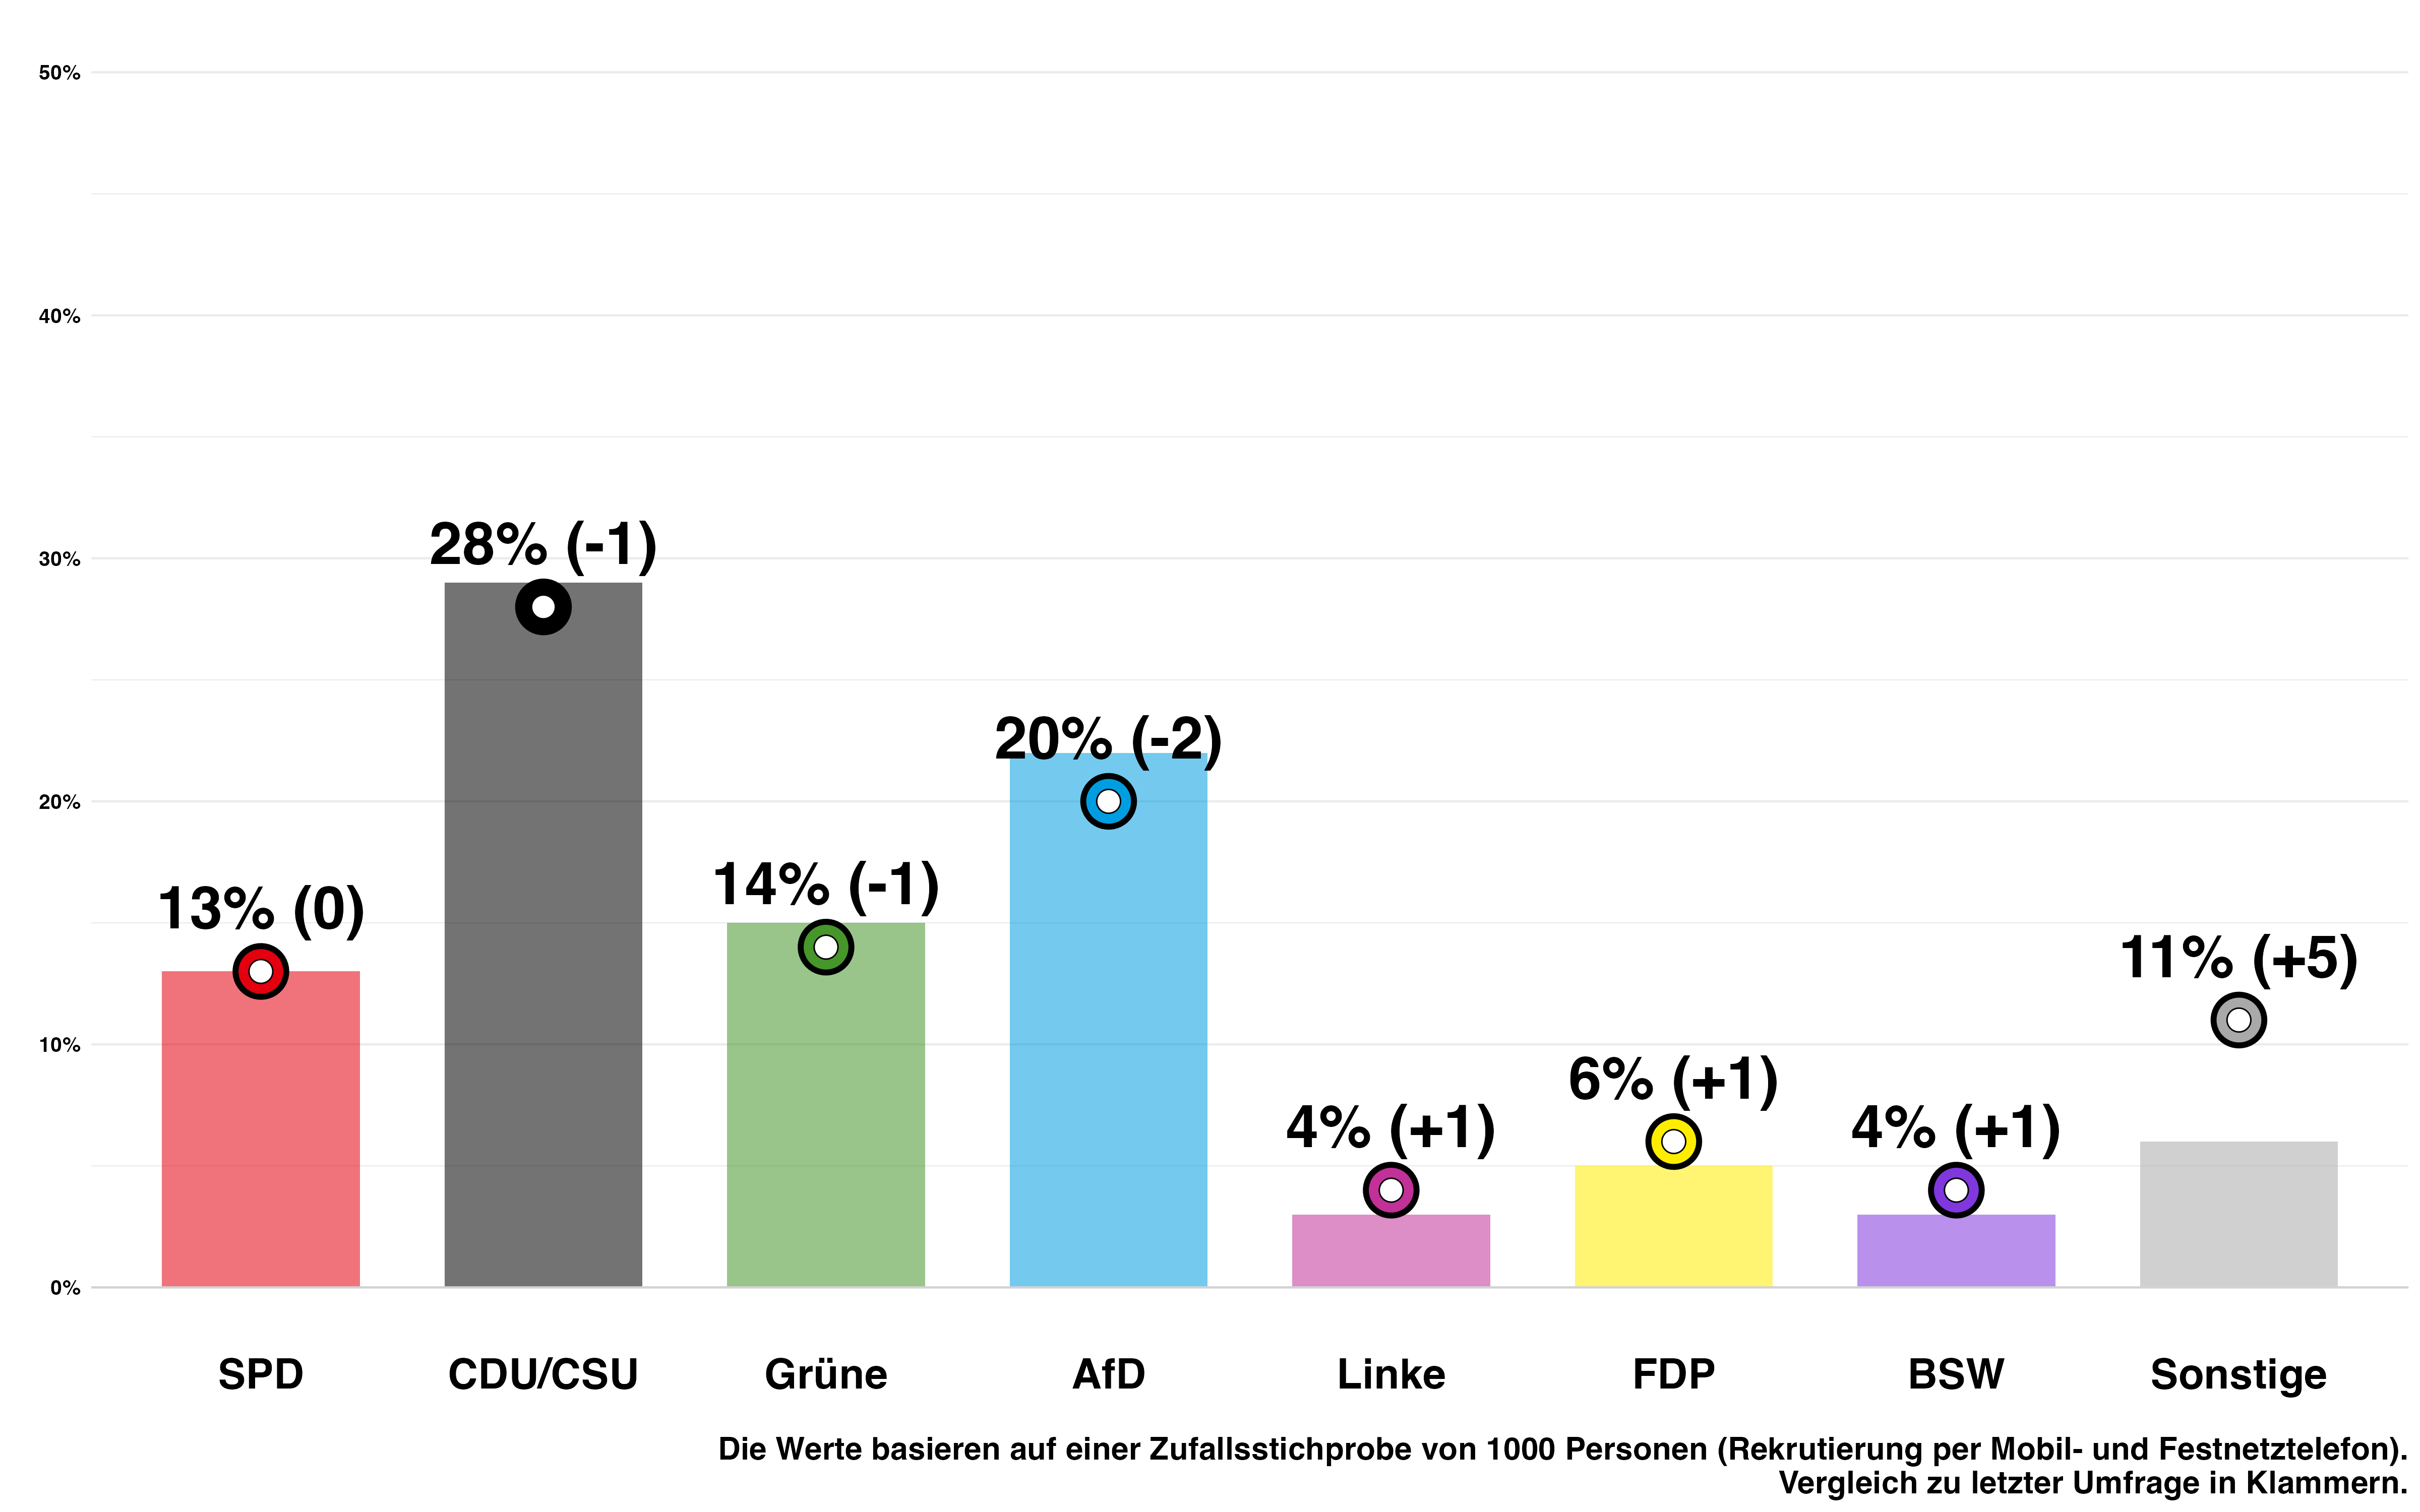 50%
40%
30%
20%
10%
0%
13% (0)
28% (-1)
14% (-1)
20% (-2)
4% (+1)
6% (+1)
4% (+1)
11% (+5)
SPD
CDU/CSU
Grüne
AfD
Linke
FDP
BSW
Sonstige
Die Werte basieren auf einer Zufallsstichprobe von 1000 Personen (Rekrutierung per Mobil- und Festnetztelefon).
Vergleich zu letzter Umfrage in Klammern.